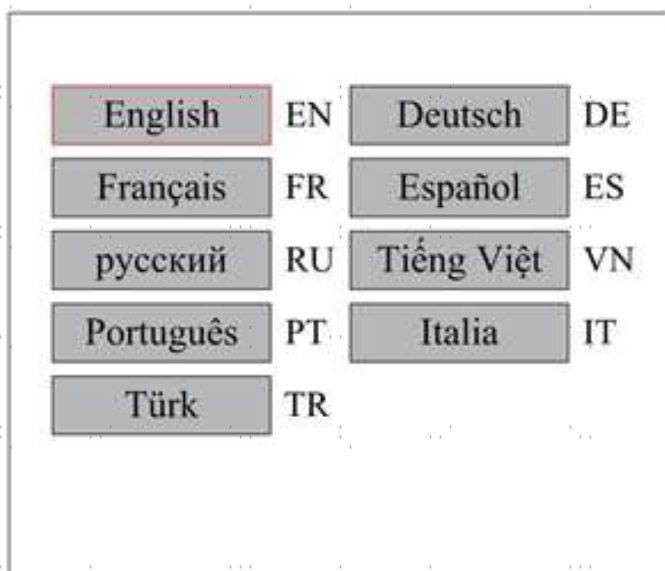 English EN Deutsch DE
Français FR Español ES
русский RU Tiếng Việt VN
Português PT Italia IT
Türk TR